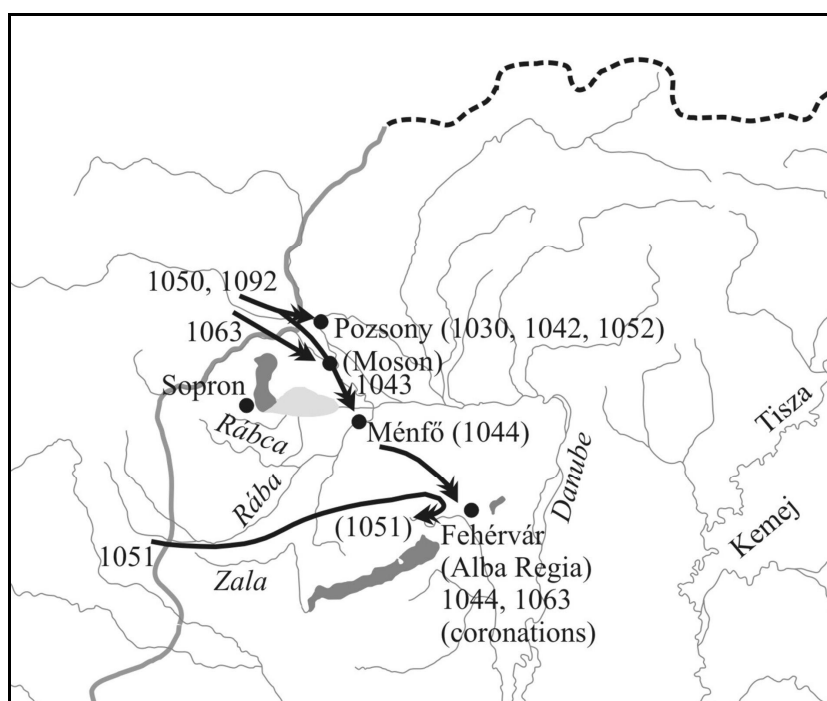 1050, 1092
1063
Pozsony (1030, 1042, 1052)
(Moson)
1043
Sopron
Rábca
Ménfő (1044)
Tisza
Danube
Rába
Kemej
(1051)
1051
Zala
Fehérvár
(Alba Regia)
1044, 1063
(coronations)